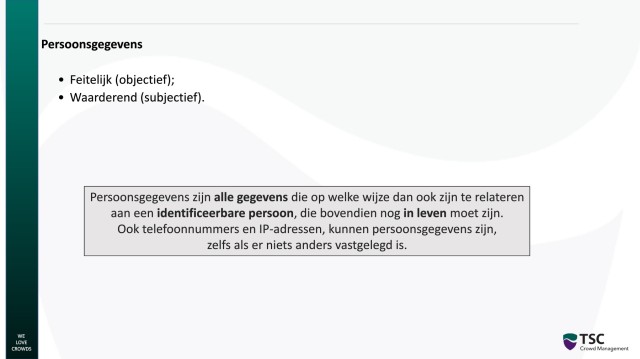 Persoonsgegevens
• Feitelijk (objectief);
• Waarderend (subjectief).
Persoonsgegevens zijn alle gegevens die op welke wijze dan ook zijn te relateren
aan een identificeerbare persoon, die bovendien nog in leven moet zijn.
Ook telefoonnummers en IP-adressen, kunnen persoonsgegevens zijn,
zelfs als er niets anders vastgelegd is.
WE
LOVE
CROWDS
TSC
Crowd Management